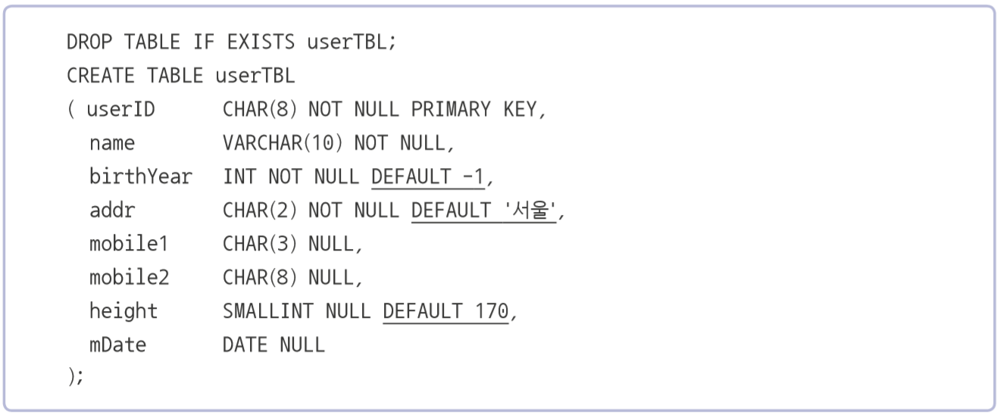 DROP TABLE IF EXISTS userTBL;
CREATE TABLE userTBL
( userID CHAR(8) NOT NULL PRIMARY KEY,
name VARCHAR(10) NOT NULL,
birthYear INT NOT NULL DEFAULT -1,
addr CHAR(2) NOT NULL DEFAULT '서울',
mobile1 CHAR(3) NULL,
mobile2 CHAR(8) NULL,
height SMALLINT NULL DEFAULT 170,
mDate DATE NULL
);